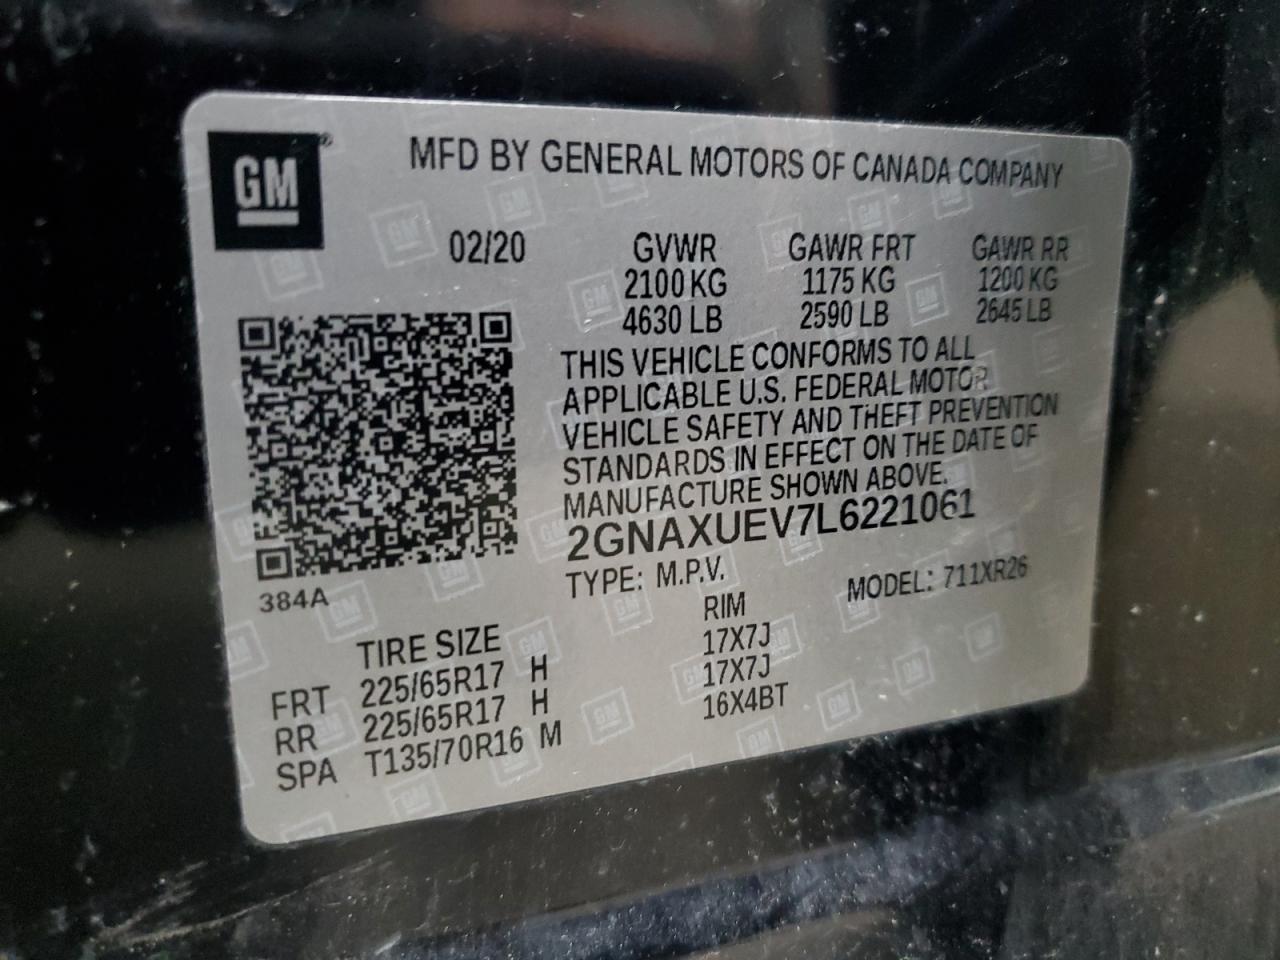 GM
MFD BY GENERAL MOTORS OF CANADA COMPANY
02/20 GVWR GAWR FRT GAWR RR
2100 KG 1175 KG 1200 KG
4630 LB 2590 LB 2645 LB
THIS VEHICLE CONFORMS TO ALL
APPLICABLE U.S. FEDERAL MOTOR
VEHICLE SAFETY AND THEFT PREVENTION
STANDARDS IN EFFECT ON THE DATE OF
MANUFACTURE SHOWN ABOVE.
2GNAXUEV7L6221061
TYPE: M.P.V. MODEL: 711XR26
384A
TIRE SIZE RIM
FRT 225/65R17 H 17X7J
RR 225/65R17 H 17X7J
SPA T135/70R16 M 16X4BT